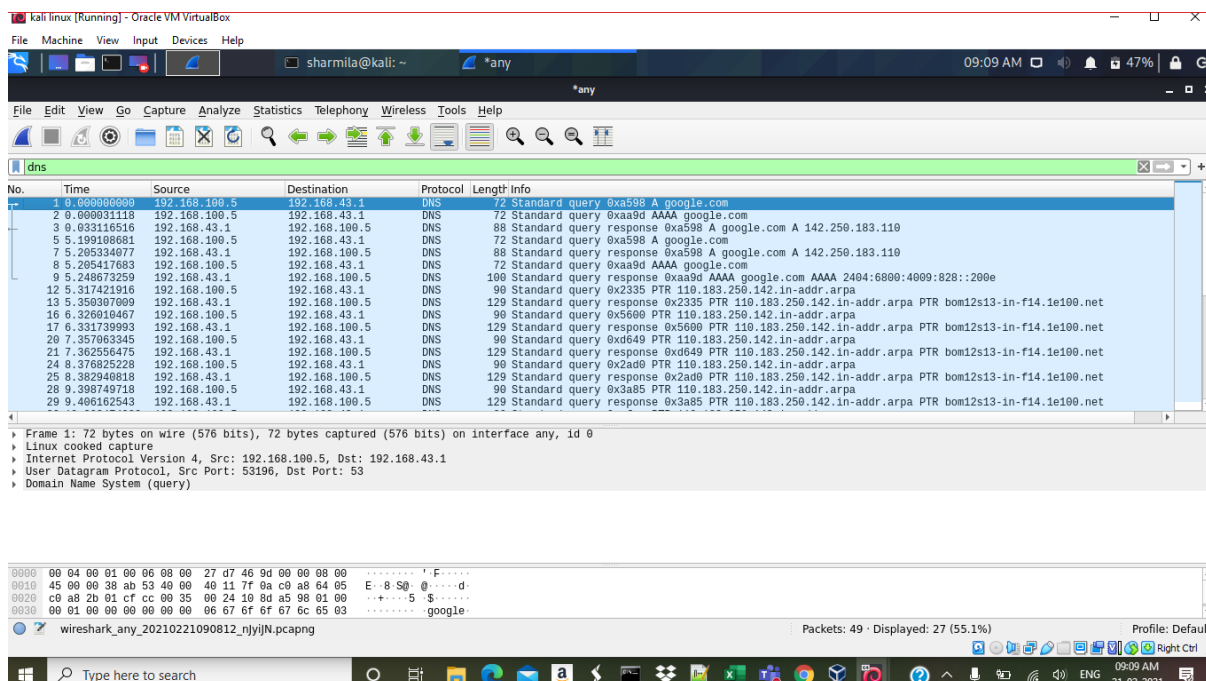 kali linux [Running] - Oracle VM VirtualBox
File Machine View Input Devices Help
sharmila@kali: ~ *any 09:09 AM 47%
*any
File Edit View Go Capture Analyze Statistics Telephony Wireless Tools Help
dns
No. Time Source Destination Protocol Length Info
1 0.000000000 192.168.100.5 192.168.43.1 DNS 72 Standard query 0xa598 A google.com
2 0.000031118 192.168.100.5 192.168.43.1 DNS 72 Standard query 0xaa9d AAAA google.com
3 0.033116516 192.168.43.1 192.168.100.5 DNS 88 Standard query response 0xa598 A google.com A 142.250.183.110
5 5.199108681 192.168.100.5 192.168.43.1 DNS 72 Standard query 0xa598 A google.com
7 5.205334077 192.168.43.1 192.168.100.5 DNS 88 Standard query response 0xa598 A google.com A 142.250.183.110
8 5.205417683 192.168.100.5 192.168.43.1 DNS 72 Standard query 0xaa9d AAAA google.com
9 5.248673259 192.168.43.1 192.168.100.5 DNS 100 Standard query response 0xaa9d AAAA google.com AAAA 2404:6800:4009:828::200e
12 5.317421916 192.168.100.5 192.168.43.1 DNS 90 Standard query 0x2335 PTR 110.183.250.142.in-addr.arpa
13 5.350307009 192.168.43.1 192.168.100.5 DNS 129 Standard query response 0x2335 PTR 110.183.250.142.in-addr.arpa PTR bom12s13-in-f14.1e100.net
16 6.326010467 192.168.100.5 192.168.43.1 DNS 90 Standard query 0x5600 PTR 110.183.250.142.in-addr.arpa
17 6.331739993 192.168.43.1 192.168.100.5 DNS 129 Standard query response 0x5600 PTR 110.183.250.142.in-addr.arpa PTR bom12s13-in-f14.1e100.net
20 7.357063345 192.168.100.5 192.168.43.1 DNS 90 Standard query 0xd649 PTR 110.183.250.142.in-addr.arpa
21 7.362556475 192.168.43.1 192.168.100.5 DNS 129 Standard query response 0xd649 PTR 110.183.250.142.in-addr.arpa PTR bom12s13-in-f14.1e100.net
24 8.376825228 192.168.100.5 192.168.43.1 DNS 90 Standard query 0x2ad0 PTR 110.183.250.142.in-addr.arpa
25 8.382940818 192.168.43.1 192.168.100.5 DNS 129 Standard query response 0x2ad0 PTR 110.183.250.142.in-addr.arpa PTR bom12s13-in-f14.1e100.net
28 9.398749718 192.168.100.5 192.168.43.1 DNS 90 Standard query 0x3a85 PTR 110.183.250.142.in-addr.arpa
29 9.406162543 192.168.43.1 192.168.100.5 DNS 129 Standard query response 0x3a85 PTR 110.183.250.142.in-addr.arpa PTR bom12s13-in-f14.1e100.net
Frame 1: 72 bytes on wire (576 bits), 72 bytes captured (576 bits) on interface any, id 0
Linux cooked capture
Internet Protocol Version 4, Src: 192.168.100.5, Dst: 192.168.43.1
User Datagram Protocol, Src Port: 53196, Dst Port: 53
Domain Name System (query)
0000 00 04 00 01 00 06 08 00 27 d7 46 9d 00 00 08 00 ········ '·F·····
0010 45 00 00 38 ab 53 40 00 40 11 7f 0a c0 a8 64 05 E··8·S@· @·····d·
0020 c0 a8 2b 01 cf cc 00 35 00 24 10 8d a5 98 01 00 ··+····5 ·$······
0030 00 01 00 00 00 00 00 00 06 67 6f 6f 67 6c 65 03 ········ ·google·
wireshark_any_20210221090812_nJyiJN.pcapng Packets: 49 · Displayed: 27 (55.1%) Profile: Defaul
Right Ctrl
Type here to search ENG 09:09 AM